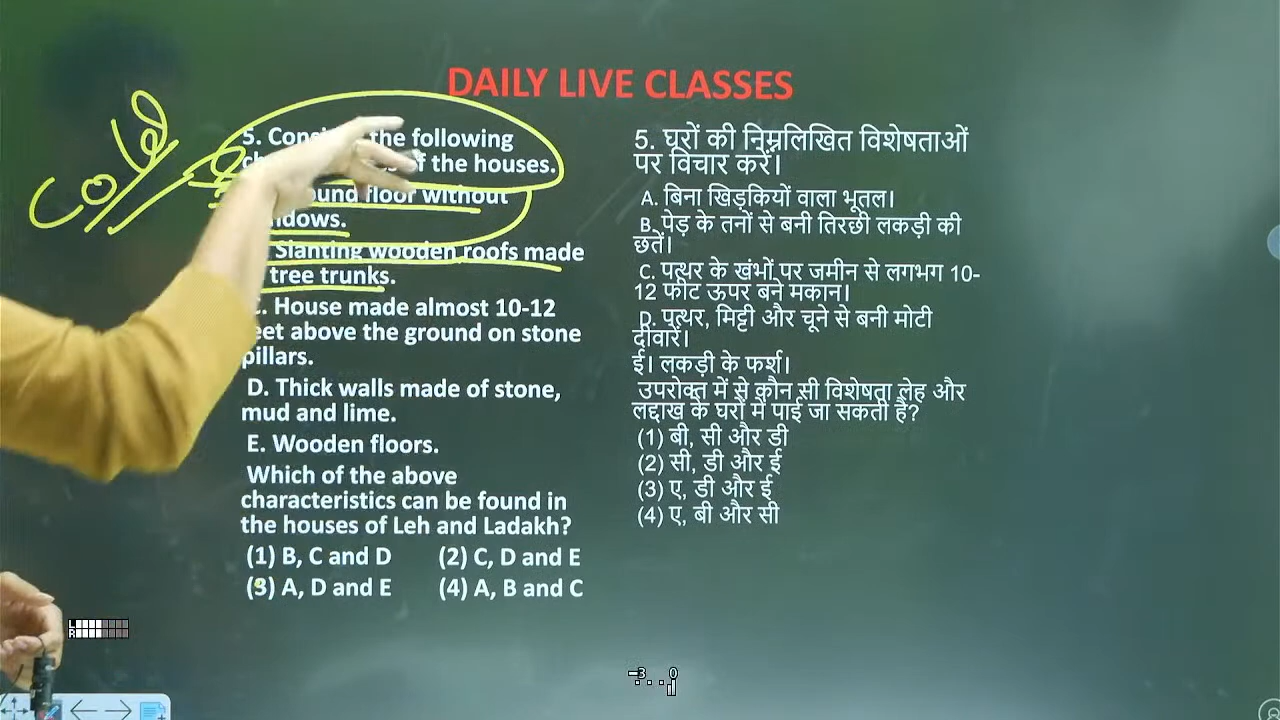 DAILY LIVE CLASSES
cold
5. the following
of the houses.
floor without
Slanting wooden roofs made
tree trunks.
House made almost 10-12
above the ground on stone
pillars.
D. Thick walls made of stone,
mud and lime.
E. Wooden floors.
Which of the above
characteristics can be found in
the houses of Leh and Ladakh?
(1) B, C and D (2) C, D and E
(3) A, D and E (4) A, B and C
5. घरों की निम्नलिखित विशेषताओं
पर विचार करें।
A. बिना खिड़कियों वाला भूतल।
B. पेड़ के तनों से बनी तिरछी लकड़ी की
छतें।
C. पत्थर के खंभों पर जमीन से लगभग 10-
12 फीट ऊपर बने मकान।
D. पत्थर, मिट्टी और चूने से बनी मोटी
दीवारें।
ई। लकड़ी के फर्श।
उपरोक्त में से कौन सी विशेषता लेह और
लद्दाख के घरों में पाई जा सकती है?
(1) बी, सी और डी
(2) सी, डी और ई
(3) ए, डी और ई
(4) ए, बी और सी
L
R
-3 0